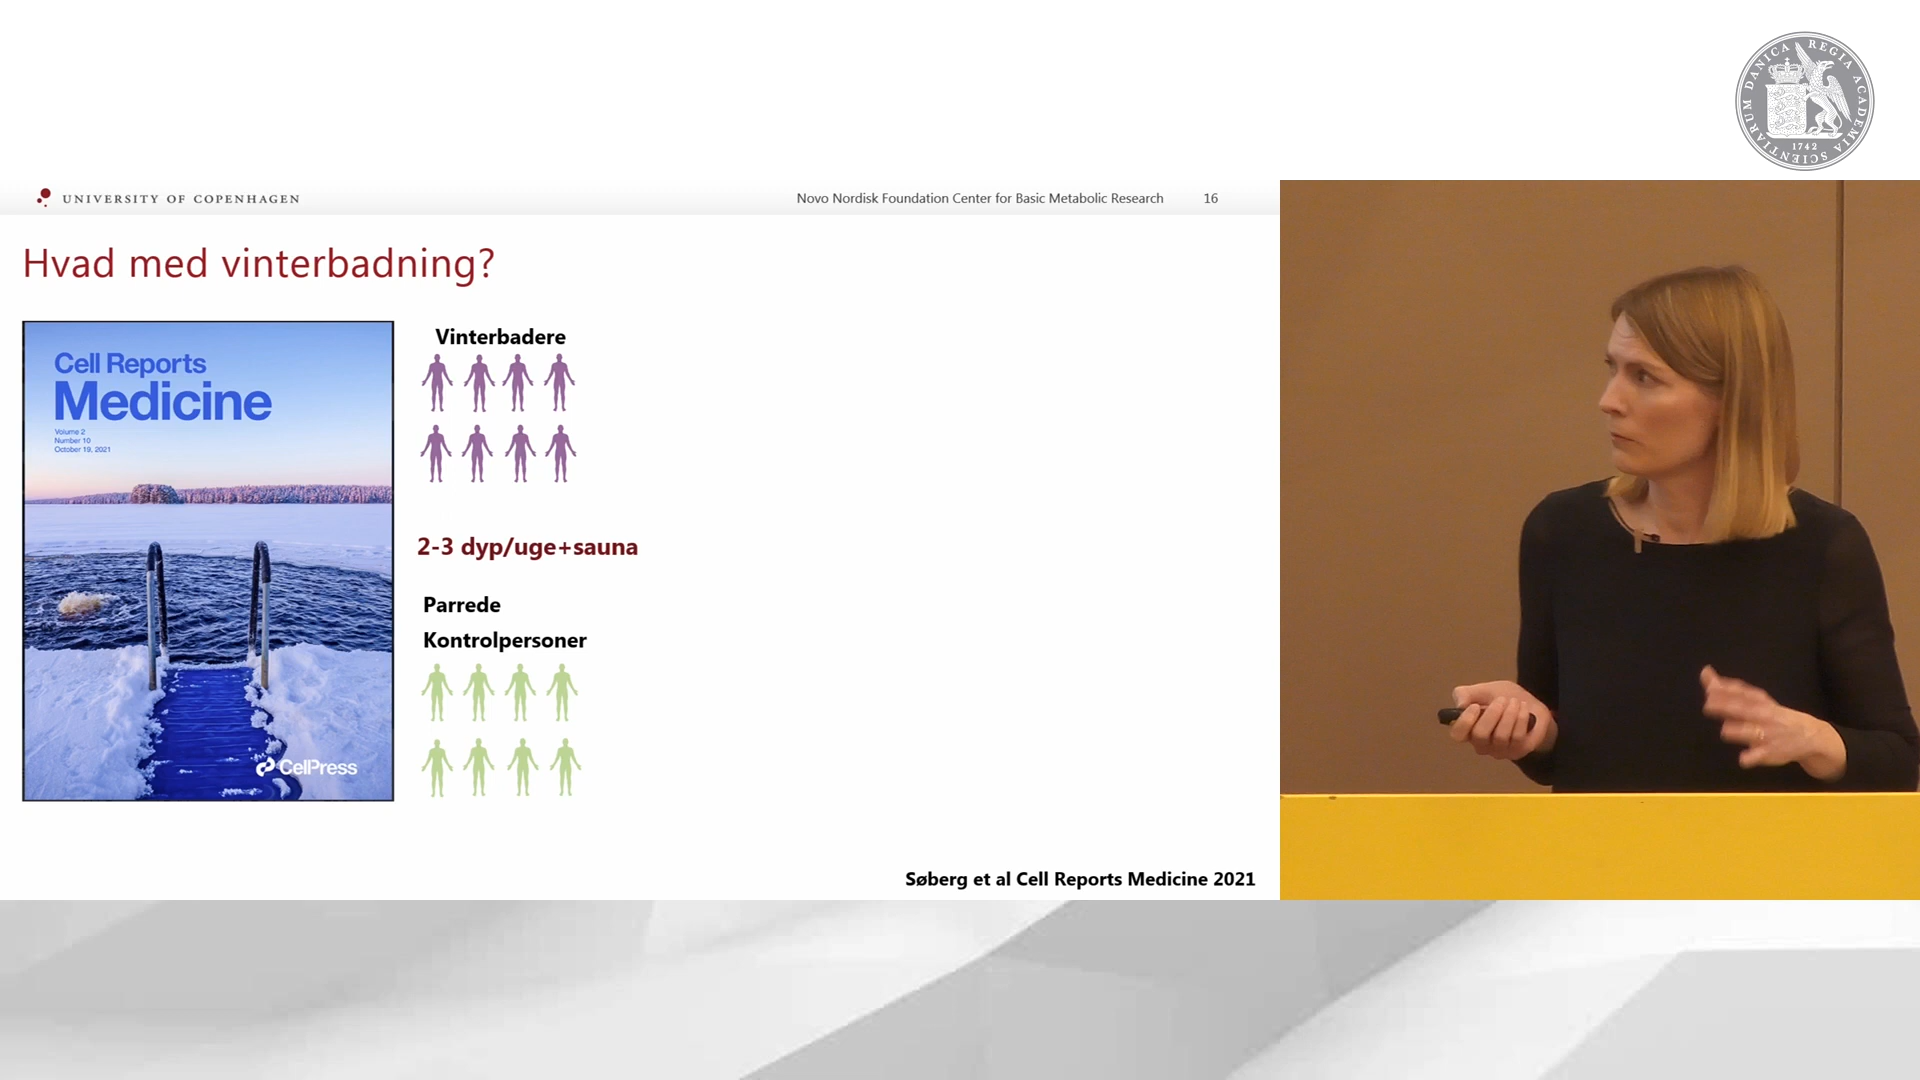 REGIA ACADEMIA SCIENTIARUM DANICA
1742
UNIVERSITY OF COPENHAGEN
Novo Nordisk Foundation Center for Basic Metabolic Research
16
Hvad med vinterbadning?
Cell Reports
Medicine
Volume 2
Number 10
October 19, 2021
CellPress
Vinterbadere
2-3 dyp/uge+sauna
Parrede
Kontrolpersoner
Søberg et al Cell Reports Medicine 2021